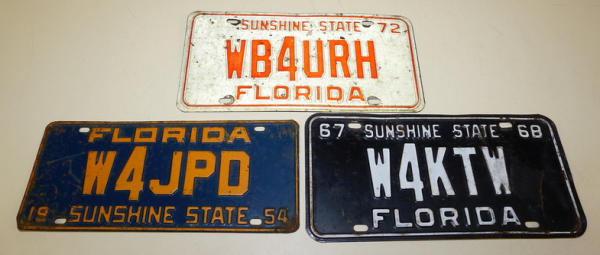 SUNSHINE STATE 72
WB4URH
FLORIDA
FLORIDA
W4JPD
19 SUNSHINE STATE 54
67 SUNSHINE STATE 68
W4KTW
FLORIDA